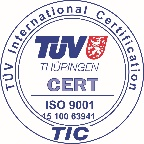 TÜV International Certification
TÜV
THÜRINGEN
CERT
ISO 9001
15 100 63941
TIC